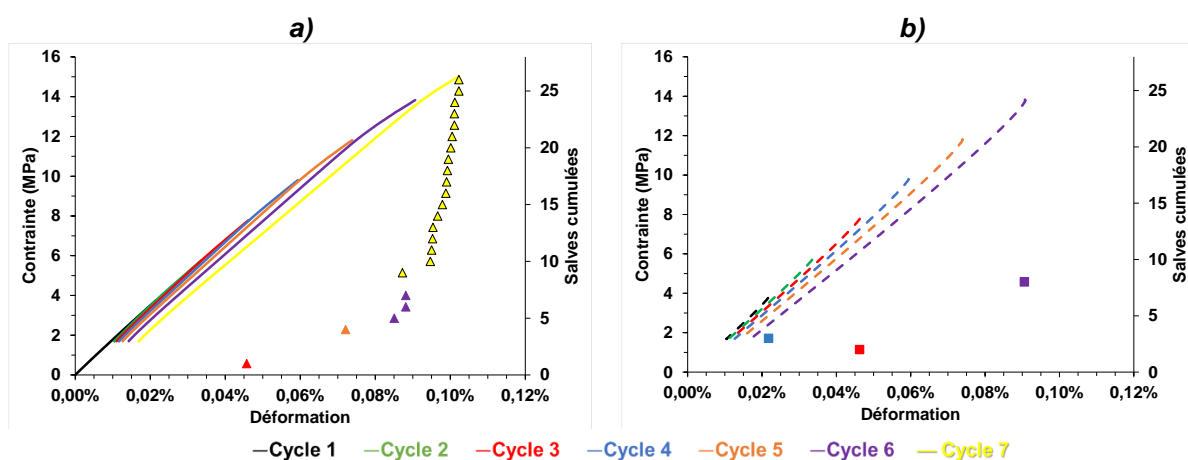 a)
b)
16
14
12
10
8
6
4
2
0
Contrainte (MPa)
25
20
15
10
5
0
Salves cumulées
0,00% 0,02% 0,04% 0,06% 0,08% 0,10% 0,12%
Déformation
16
14
12
10
8
6
4
2
0
Contrainte (MPa)
25
20
15
10
5
0
Salves cumulées
0,00% 0,02% 0,04% 0,06% 0,08% 0,10% 0,12%
Déformation
Cycle 1 Cycle 2 Cycle 3 Cycle 4 Cycle 5 Cycle 6 Cycle 7